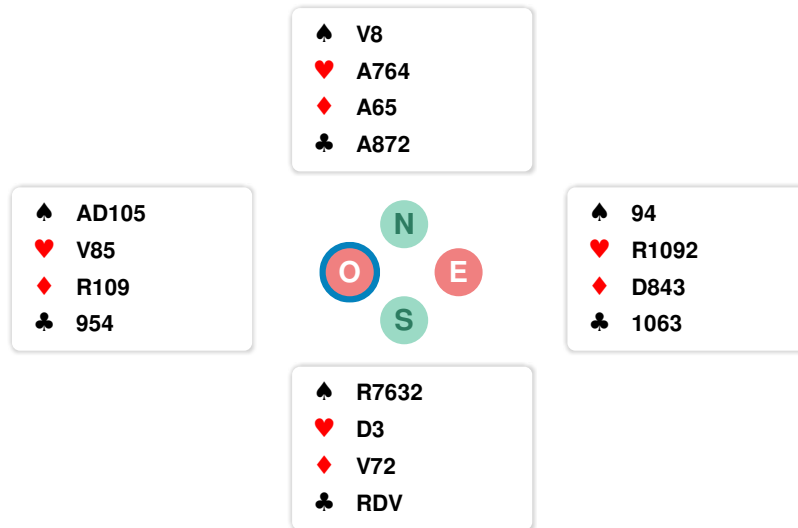 ♠ V8
♥ A764
♦ A65
♣ A872
♠ AD105
♥ V85
♦ R109
♣ 954
N
O E
S
♠ 94
♥ R1092
♦ D843
♣ 1063
♠ R7632
♥ D3
♦ V72
♣ RDV